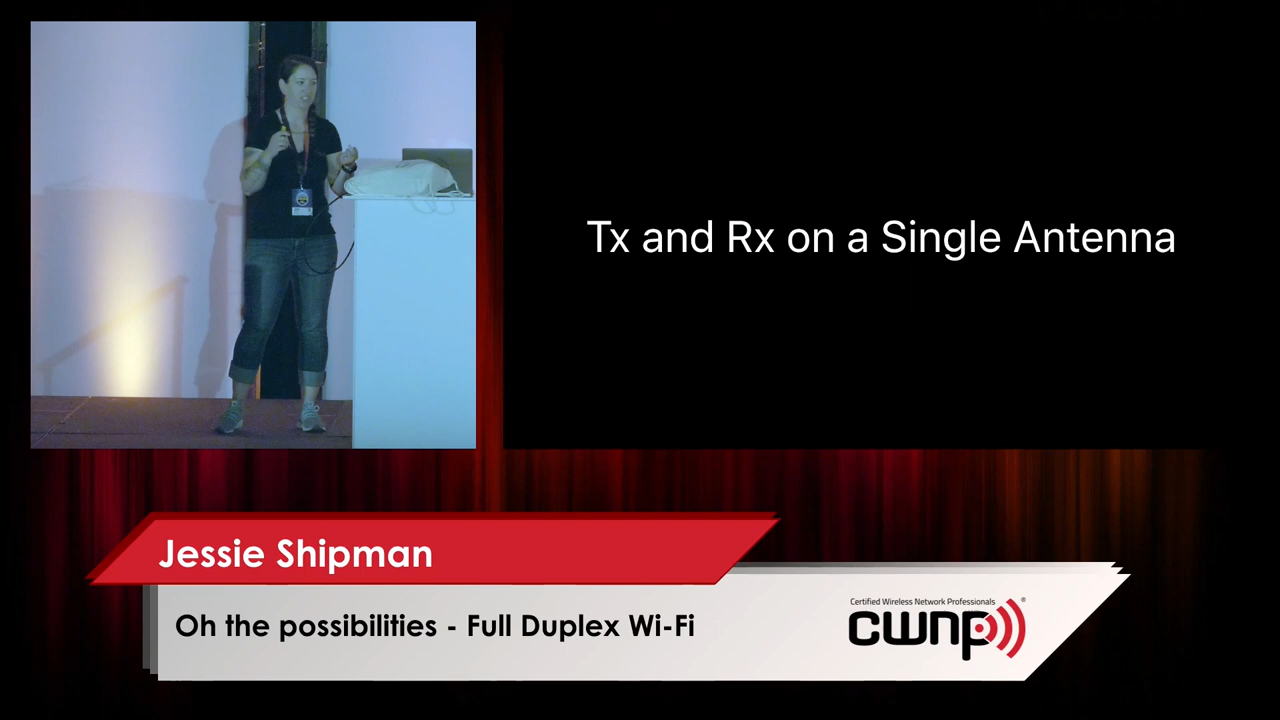 Tx and Rx on a Single Antenna
Jessie Shipman
Oh the possibilities - Full Duplex Wi-Fi
Certified Wireless Network Professionals
cwnp®